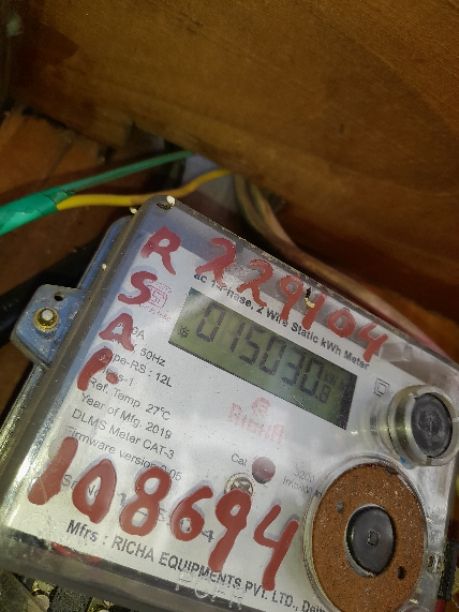 R 229104
S
A
ac 1-Phase, 2 Wire Static kWh Meter
015030.8
50Hz
RS : 12L
Ref. Temp. 27°C
Year of Mfg. 2019
DLMS Meter CAT-3
Firmware version
RICHA
Cal
108694
Mfrs : RICHA EQUIPMENTS PVT. LTD.,